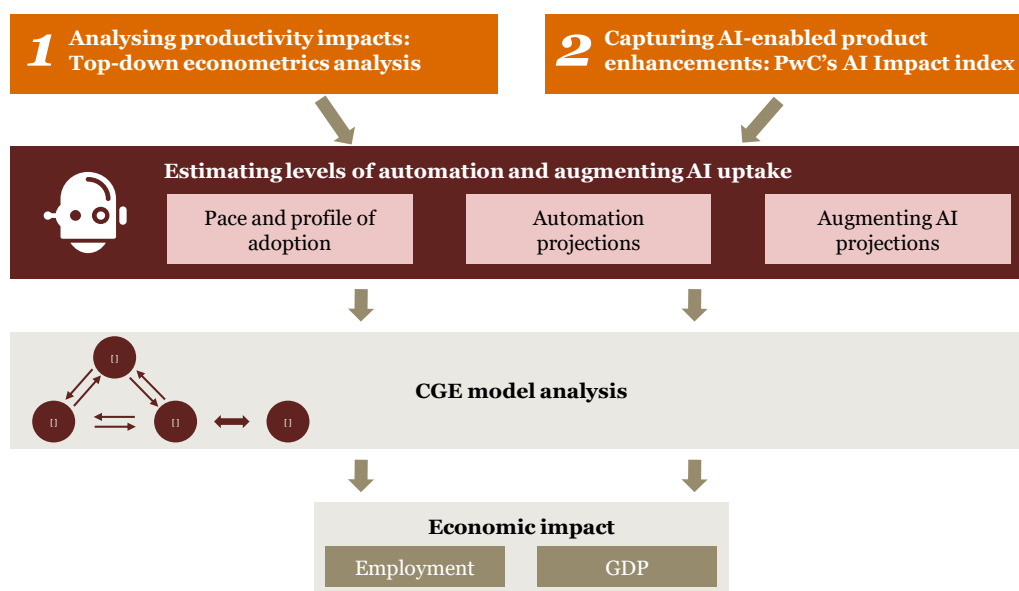 1 Analysing productivity impacts:
Top-down econometrics analysis
2 Capturing AI-enabled product
enhancements: PwC's AI Impact index
Estimating levels of automation and augmenting AI uptake
Pace and profile of
adoption
Automation
projections
Augmenting AI
projections
[ ]
[ ]
[ ]
[ ]
CGE model analysis
Economic impact
Employment
GDP